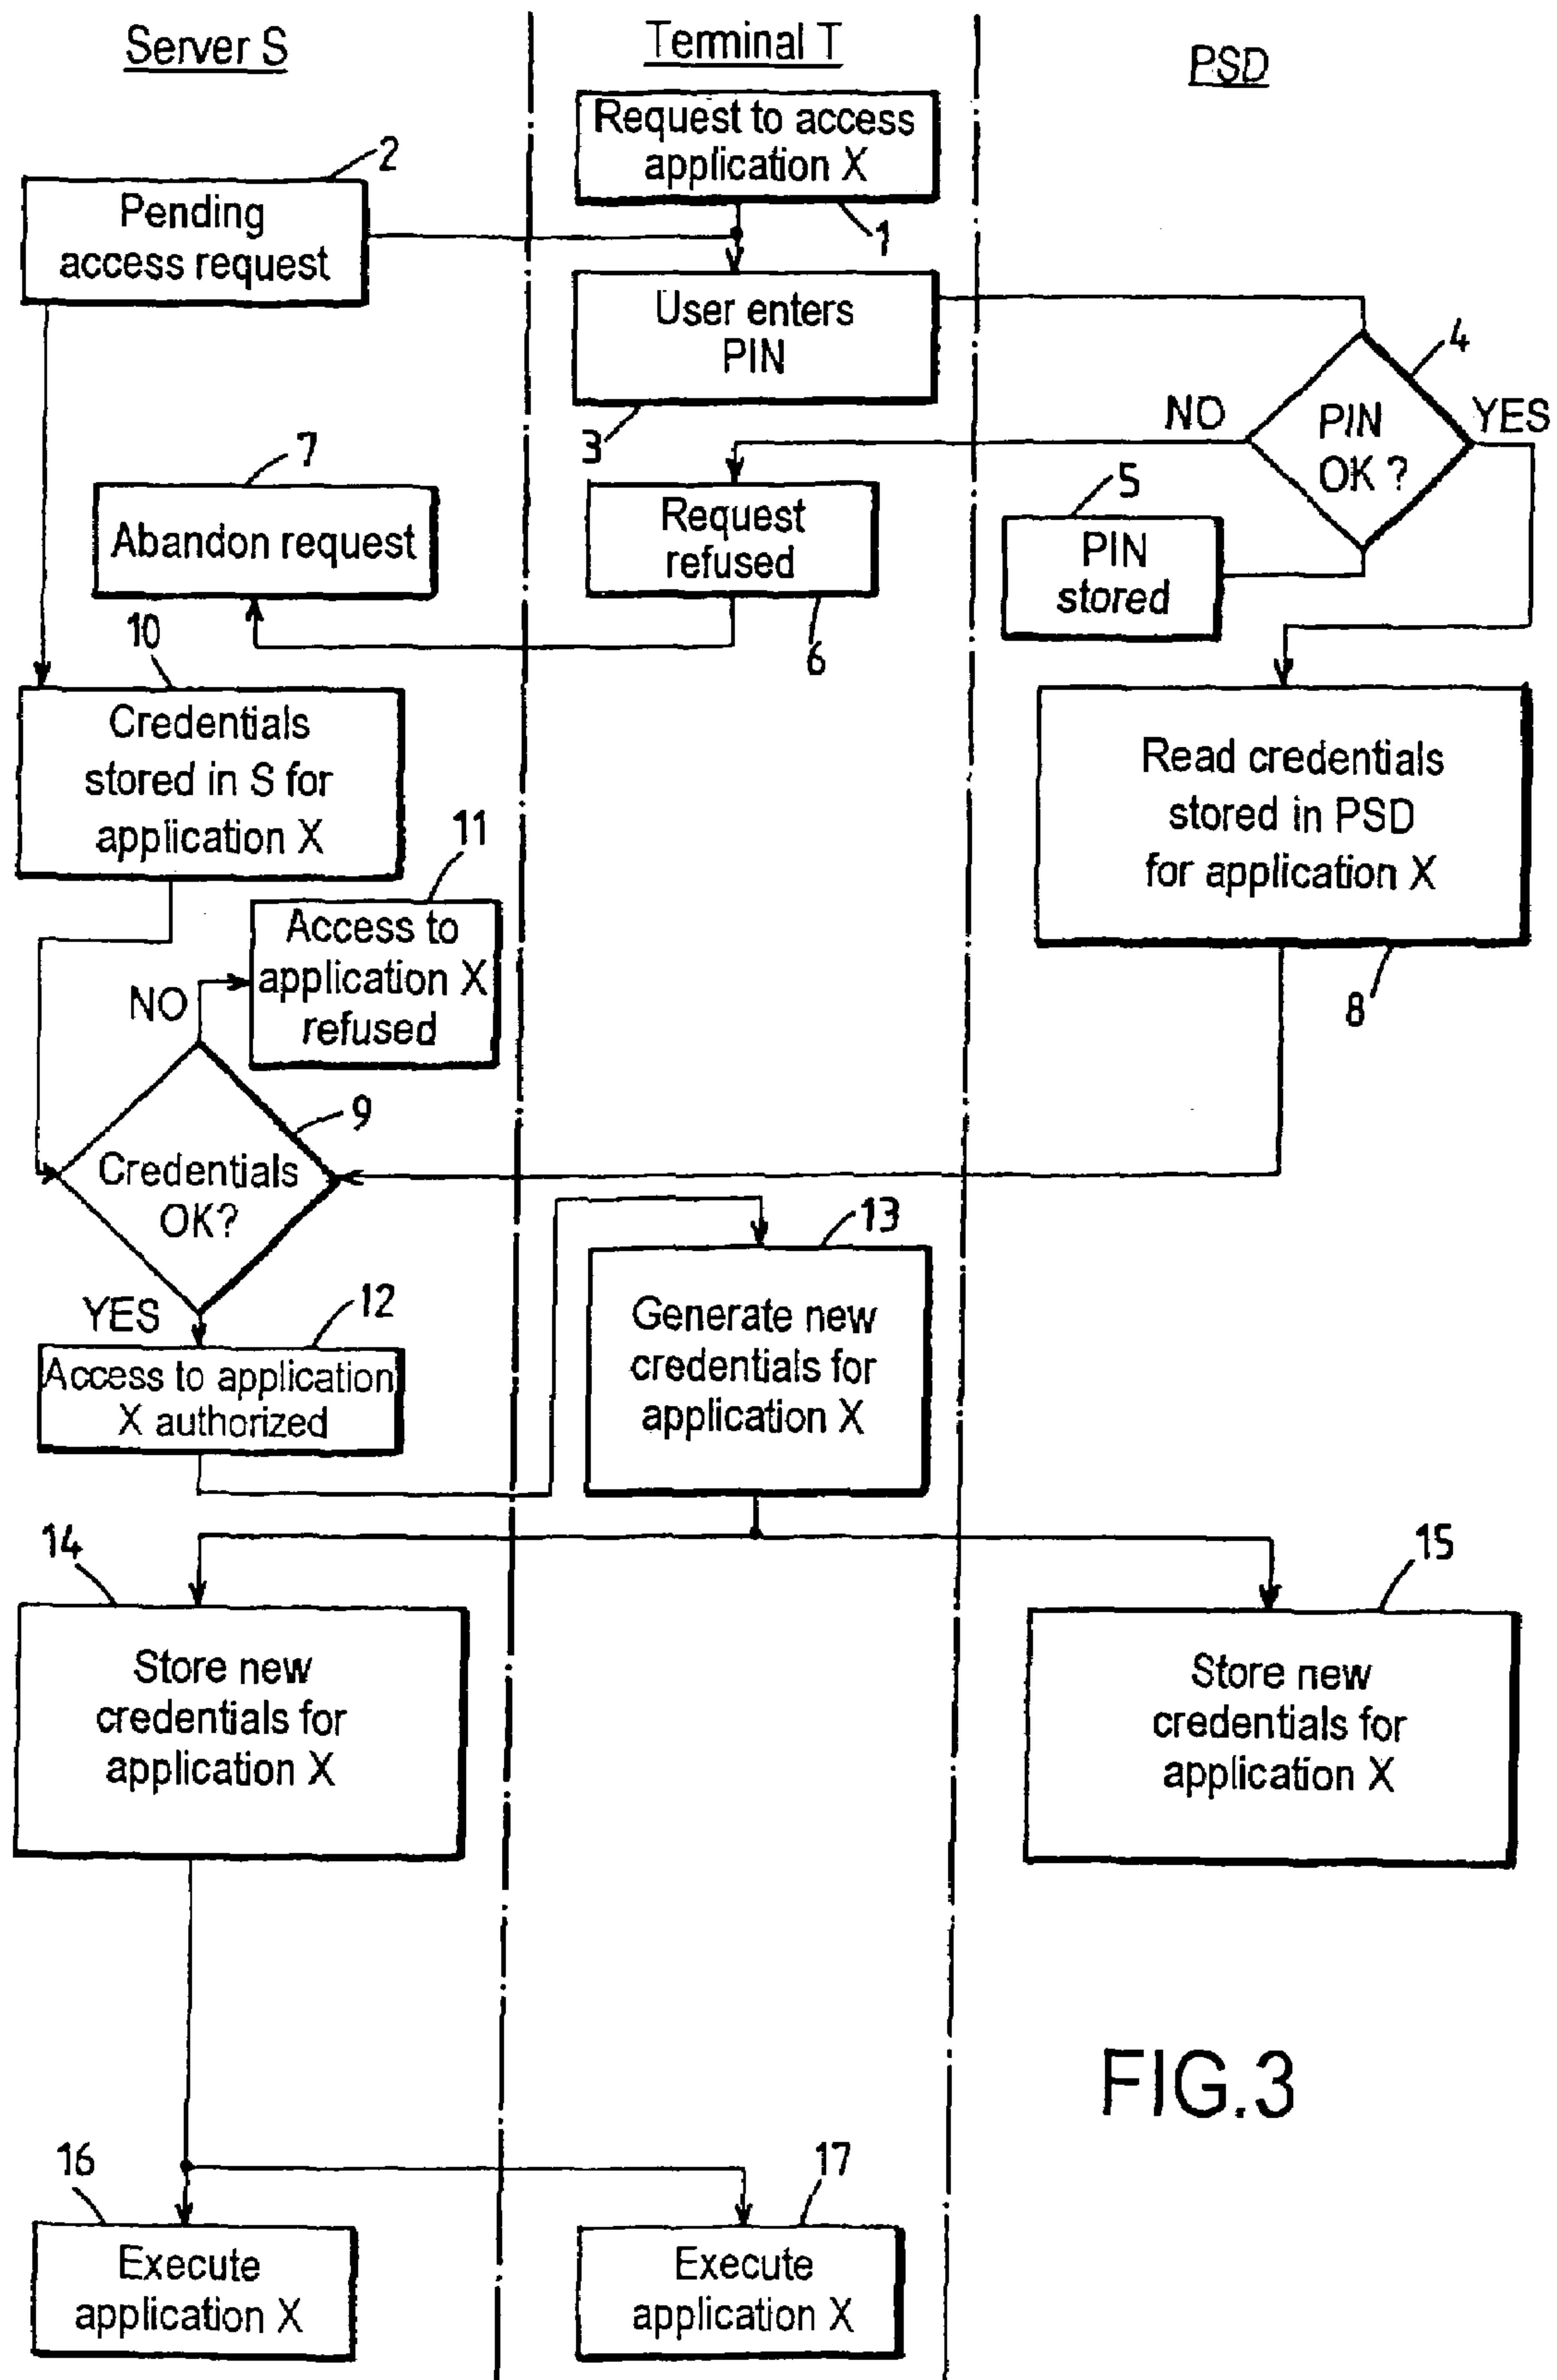 Server S
Terminal T
PSD
Request to access
application X
1
2
Pending
access request
User enters
PIN
3
4
NO
PIN
OK ?
YES
5
PIN
stored
7
Abandon request
Request
refused
6
10
Credentials
stored in S for
application X
Read credentials
stored in PSD
for application X
8
11
Access to
application X
refused
NO
9
Credentials
OK?
YES
12
Access to application
X authorized
13
Generate new
credentials for
application X
14
Store new
credentials for
application X
15
Store new
credentials for
application X
FIG.3
16
Execute
application X
17
Execute
application X